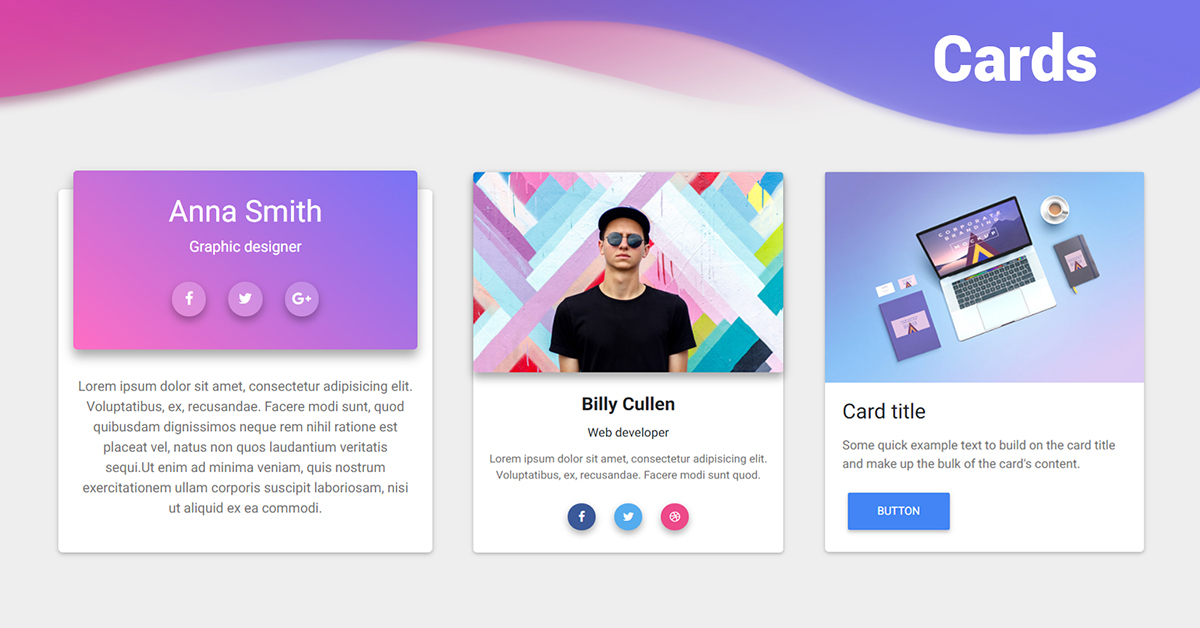 Cards
Anna Smith
Graphic designer
Lorem ipsum dolor sit amet, consectetur adipisicing elit.
Voluptatibus, ex, recusandae. Facere modi sunt, quod
quibusdam dignissimos neque rem nihil ratione est
placeat vel, natus non quos laudantium veritatis
sequi.Ut enim ad minima veniam, quis nostrum
exercitationem ullam corporis suscipit laboriosam, nisi
ut aliquid ex ea commodi.
Billy Cullen
Web developer
Lorem ipsum dolor sit amet, consectetur adipisicing elit.
Voluptatibus, ex, recusandae. Facere modi sunt quod.
CORPORATE
BRANDING
MOCKUP
Card title
Some quick example text to build on the card title
and make up the bulk of the card's content.
BUTTON